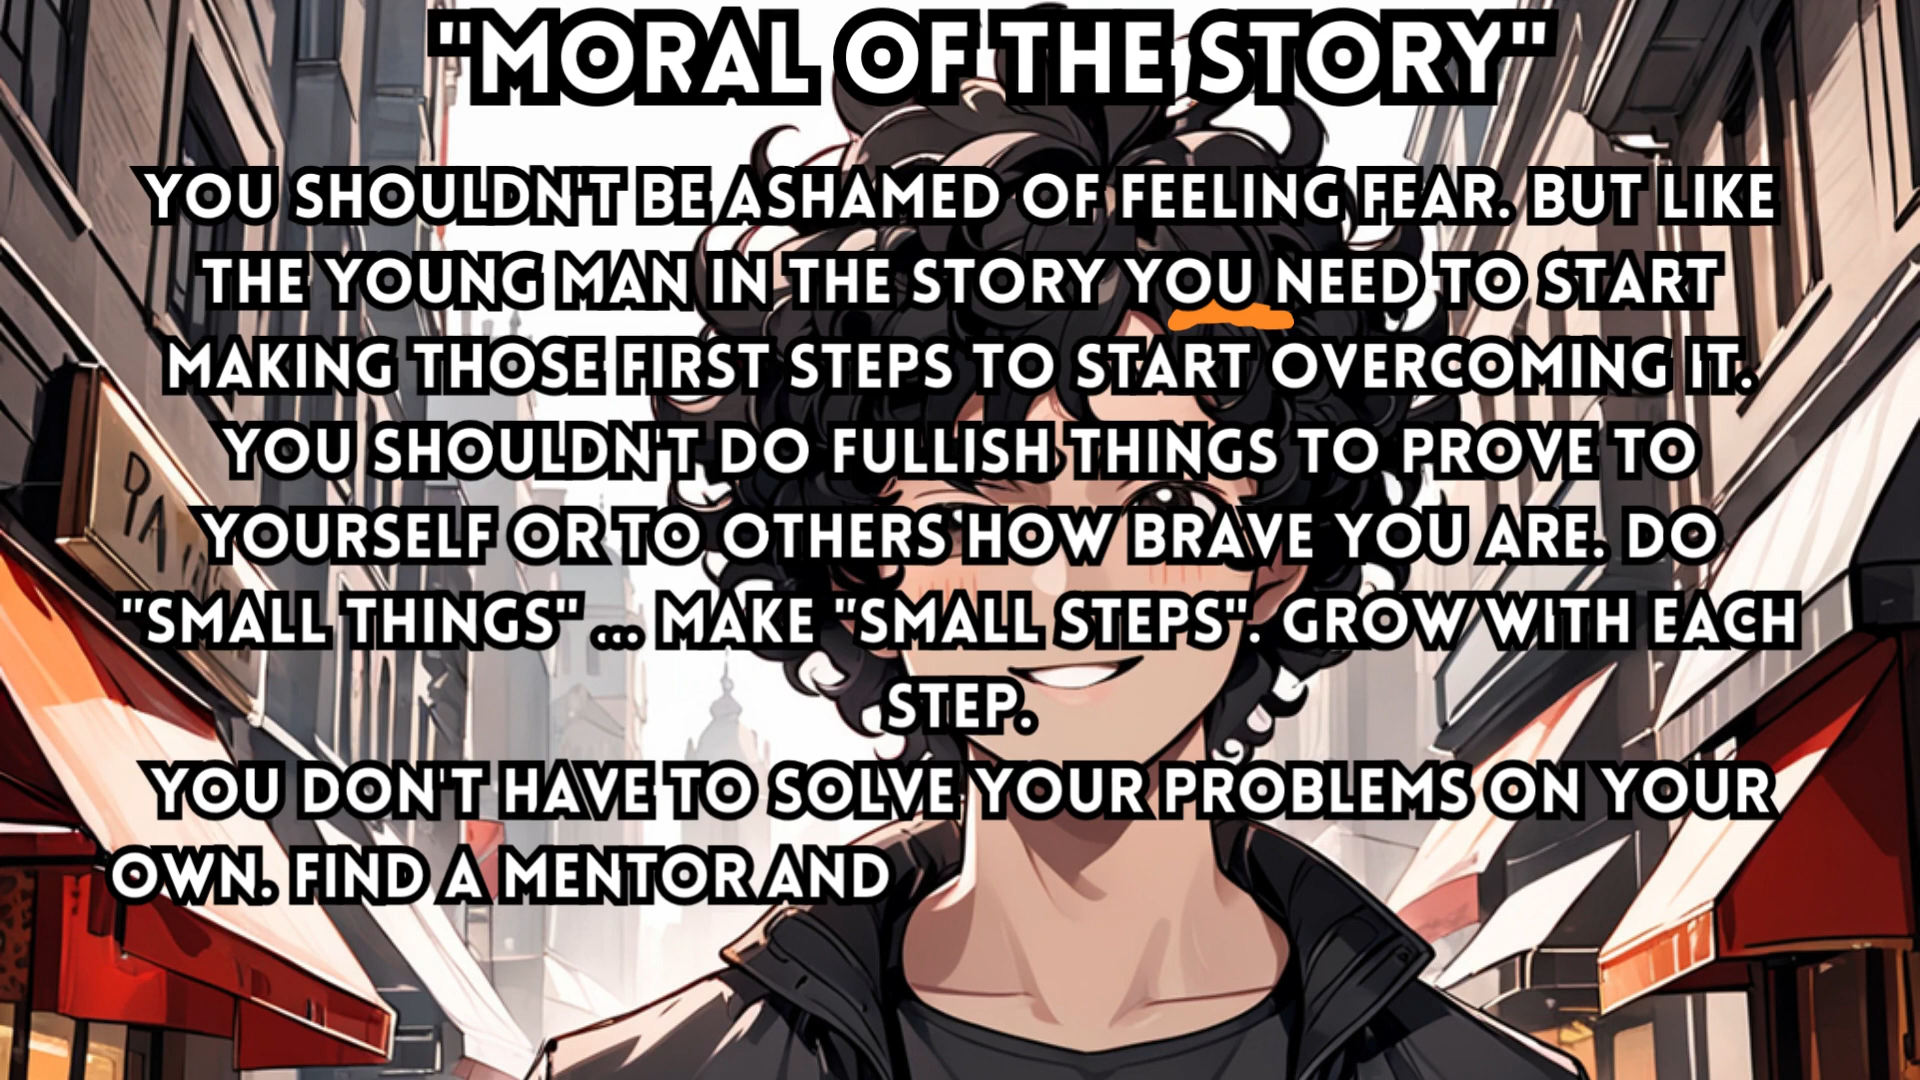 "MORAL OF THE STORY"
YOU SHOULDN'T BE ASHAMED OF FEELING FEAR. BUT LIKE
THE YOUNG MAN IN THE STORY YOU NEED TO START
MAKING THOSE FIRST STEPS TO START OVERCOMING IT.
YOU SHOULDN'T DO FULLISH THINGS TO PROVE TO
YOURSELF OR TO OTHERS HOW BRAVE YOU ARE. DO
"SMALL THINGS" ... MAKE "SMALL STEPS". GROW WITH EACH
STEP.
YOU DON'T HAVE TO SOLVE YOUR PROBLEMS ON YOUR
OWN. FIND A MENTOR AND